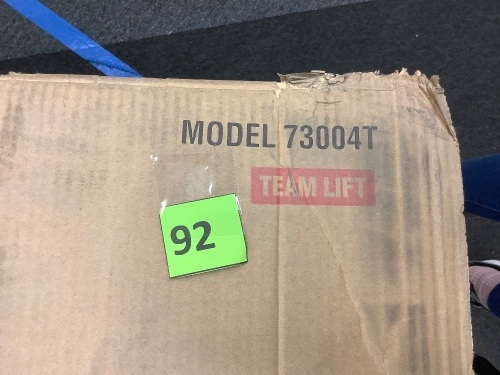 MODEL 73004T
TEAM LIFT
92